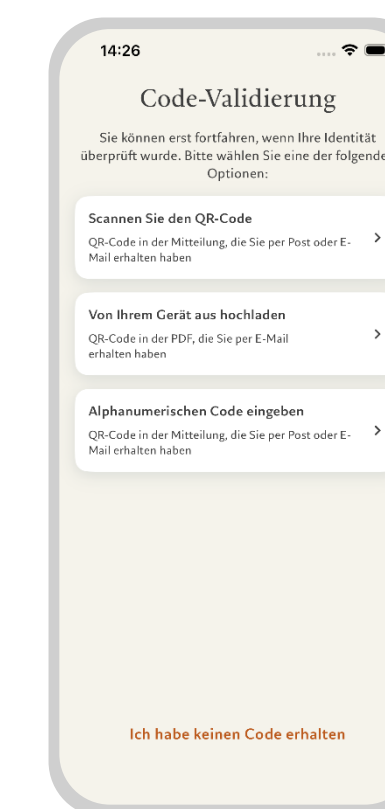 14:26
Code-Validierung
Sie können erst fortfahren, wenn Ihre Identität
überprüft wurde. Bitte wählen Sie eine der folgende
Optionen:
Scannen Sie den QR-Code
QR-Code in der Mitteilung, die Sie per Post oder E-
Mail erhalten haben
Von Ihrem Gerät aus hochladen
QR-Code in der PDF, die Sie per E-Mail
erhalten haben
Alphanumerischen Code eingeben
QR-Code in der Mitteilung, die Sie per Post oder E-
Mail erhalten haben
Ich habe keinen Code erhalten